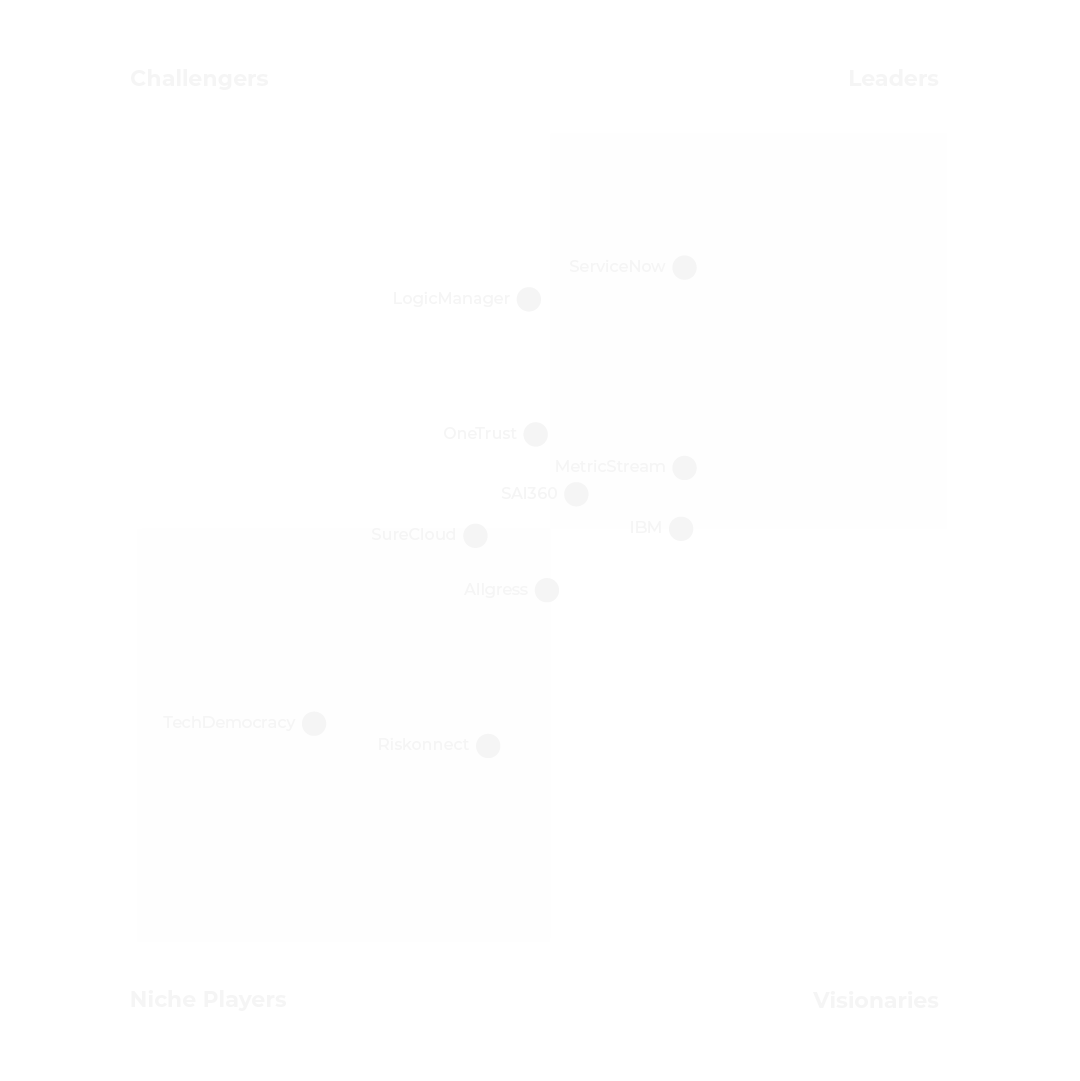 Challengers
Leaders
ServiceNow
LogicManager
OneTrust
MetricStream
SAI360
IBM
SureCloud
Allgress
TechDemocracy
Riskonnect
Niche Players
Visionaries